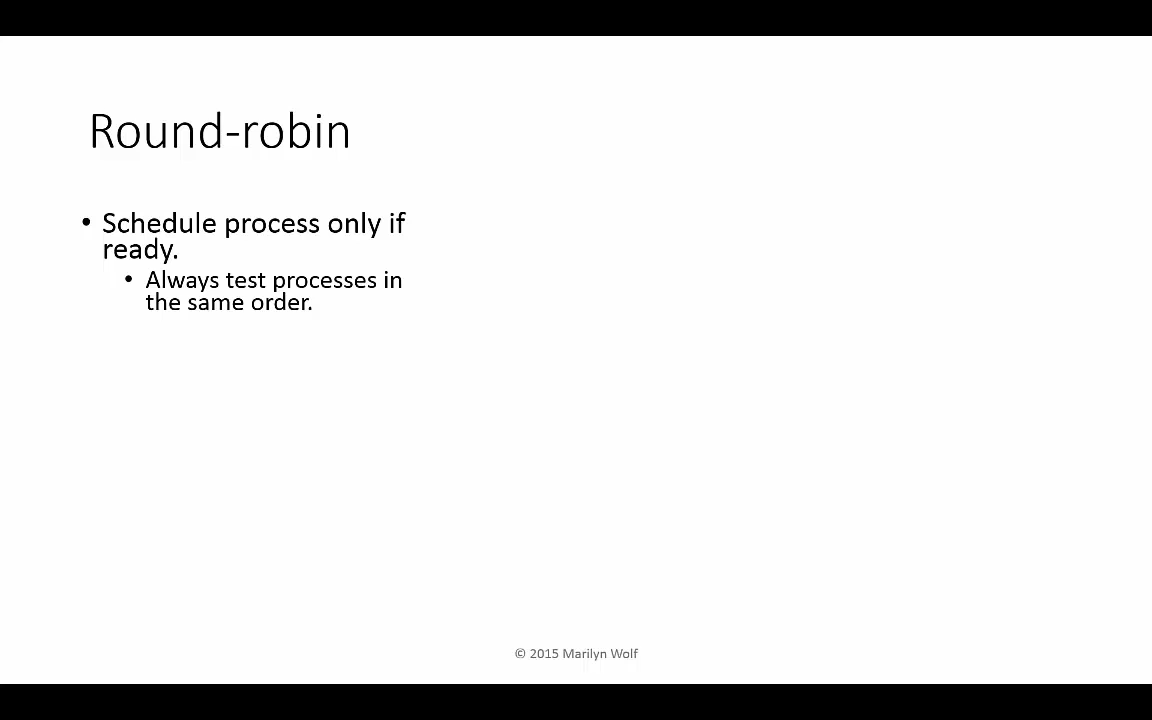 Round-robin
• Schedule process only if
ready.
• Always test processes in
the same order.
© 2015 Marilyn Wolf